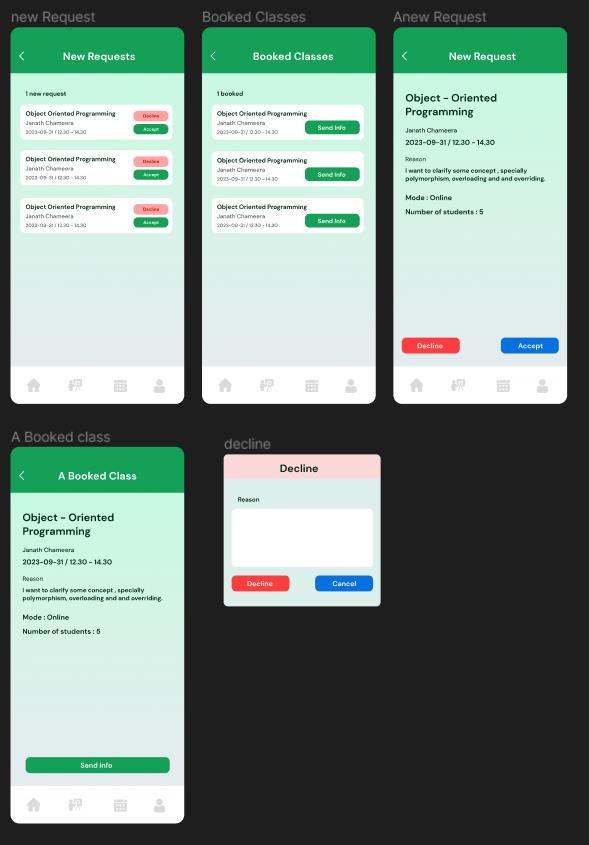 new Request
New Requests
1 new request
Object Oriented Programming
Janath Chameera
2023-09-31 / 12.30 - 14.30
Decline
Accept
Object Oriented Programming
Janath Chameera
2023-09-31 / 12.30 - 14.30
Decline
Accept
Object Oriented Programming
Janath Chameera
2023-09-31 / 12.30 - 14.30
Decline
Accept
Booked Classes
Booked Classes
1 booked
Object Oriented Programming
Janath Chameera
2023-09-31 / 12.30 - 14.30
Send Info
Object Oriented Programming
Janath Chameera
2023-09-31 / 12.30 - 14.30
Send Info
Object Oriented Programming
Janath Chameera
2023-09-31 / 12.30 - 14.30
Send Info
Anew Request
New Request
Object - Oriented
Programming
Janath Chameera
2023-09-31 / 12.30 - 14.30
Reason
I want to clarify some concept , specially
polymorphism, overloading and and overriding.
Mode : Online
Number of students : 5
Decline
Accept
A Booked class
A Booked Class
Object - Oriented
Programming
Janath Chameera
2023-09-31 / 12.30 - 14.30
Reason
I want to clarify some concept , specially
polymorphism, overloading and and overriding.
Mode : Online
Number of students : 5
Send Info
decline
Decline
Reason
Decline
Cancel